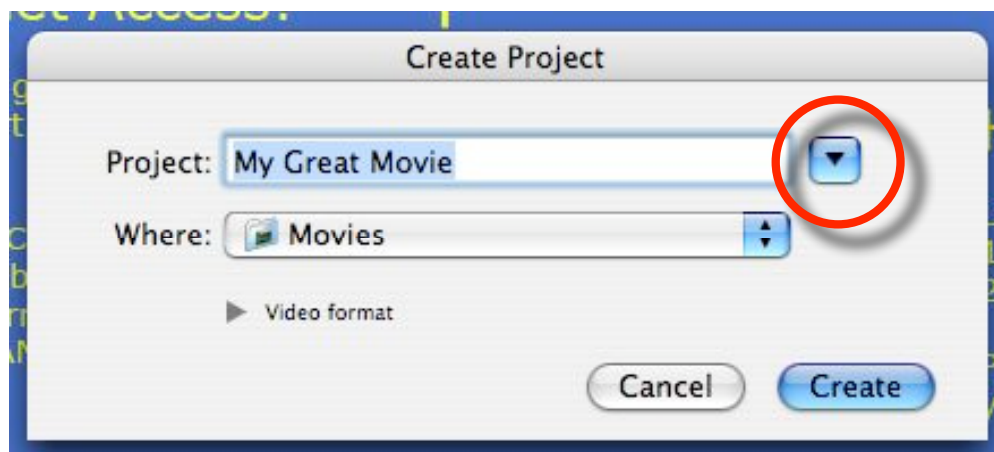 Create Project
Project: My Great Movie
Where: Movies
Video format
Cancel Create